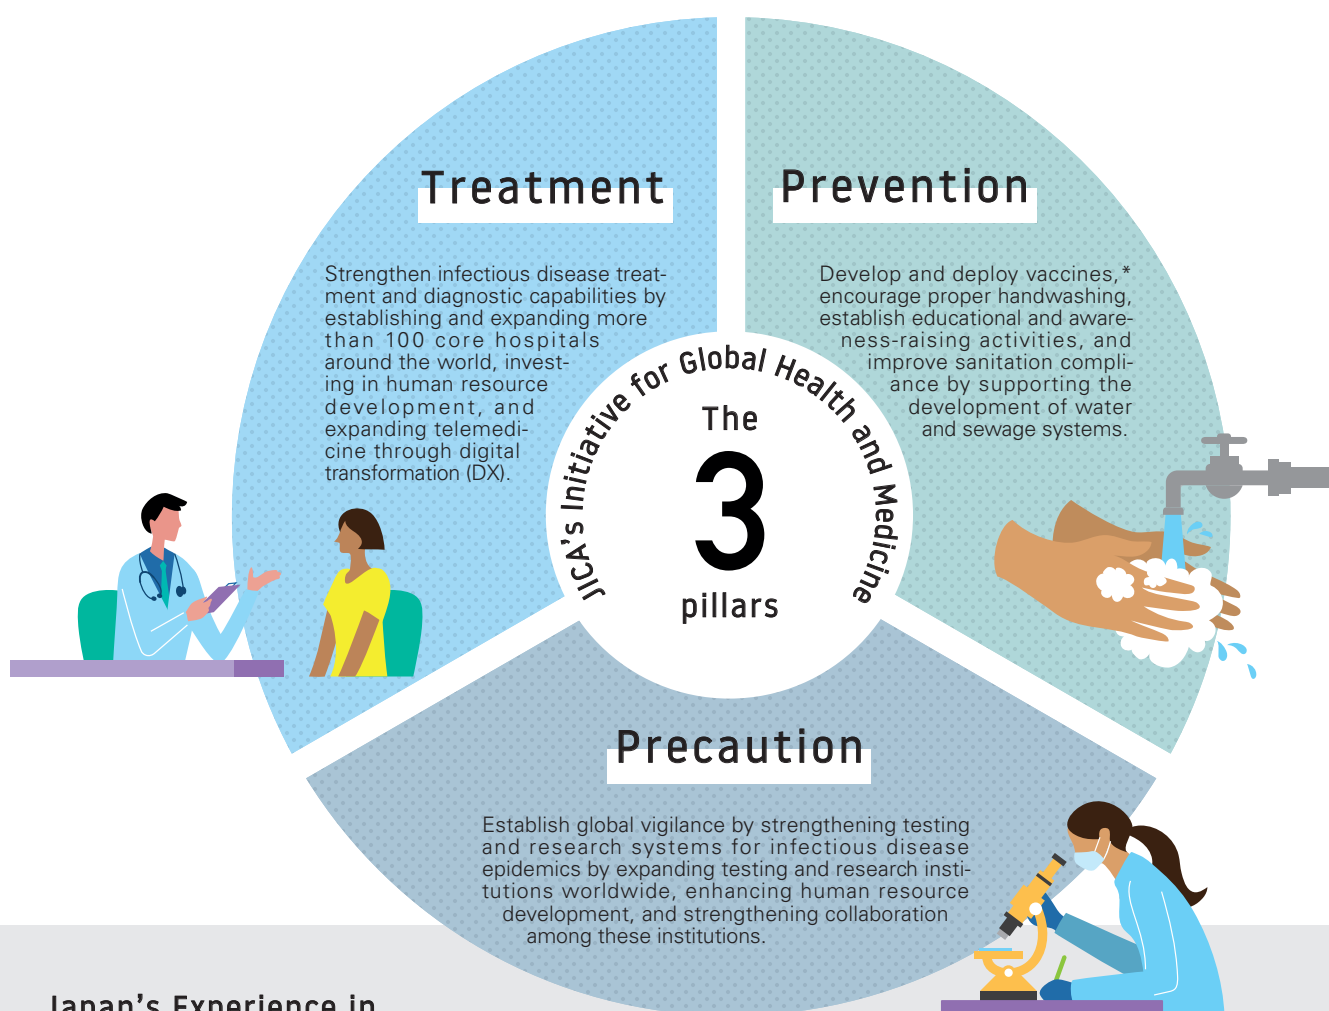 Treatment
Strengthen infectious disease treat-
ment and diagnostic capabilities by
establishing and expanding more
than 100 core hospitals
around the world, invest-
ing in human resource
development, and
expanding telemedi-
cine through digital
transformation (DX).
Prevention
Develop and deploy vaccines,*
encourage proper handwashing,
establish educational and aware-
ness-raising activities, and
improve sanitation compli-
ance by supporting the
development of water
and sewage systems.
JICA's Initiative for Global Health and Medicine
The
3
pillars
Precaution
Establish global vigilance by strengthening testing
and research systems for infectious disease
epidemics by expanding testing and research insti-
tutions worldwide, enhancing human resource
development, and strengthening collaboration
among these institutions.
Japan's Experience in